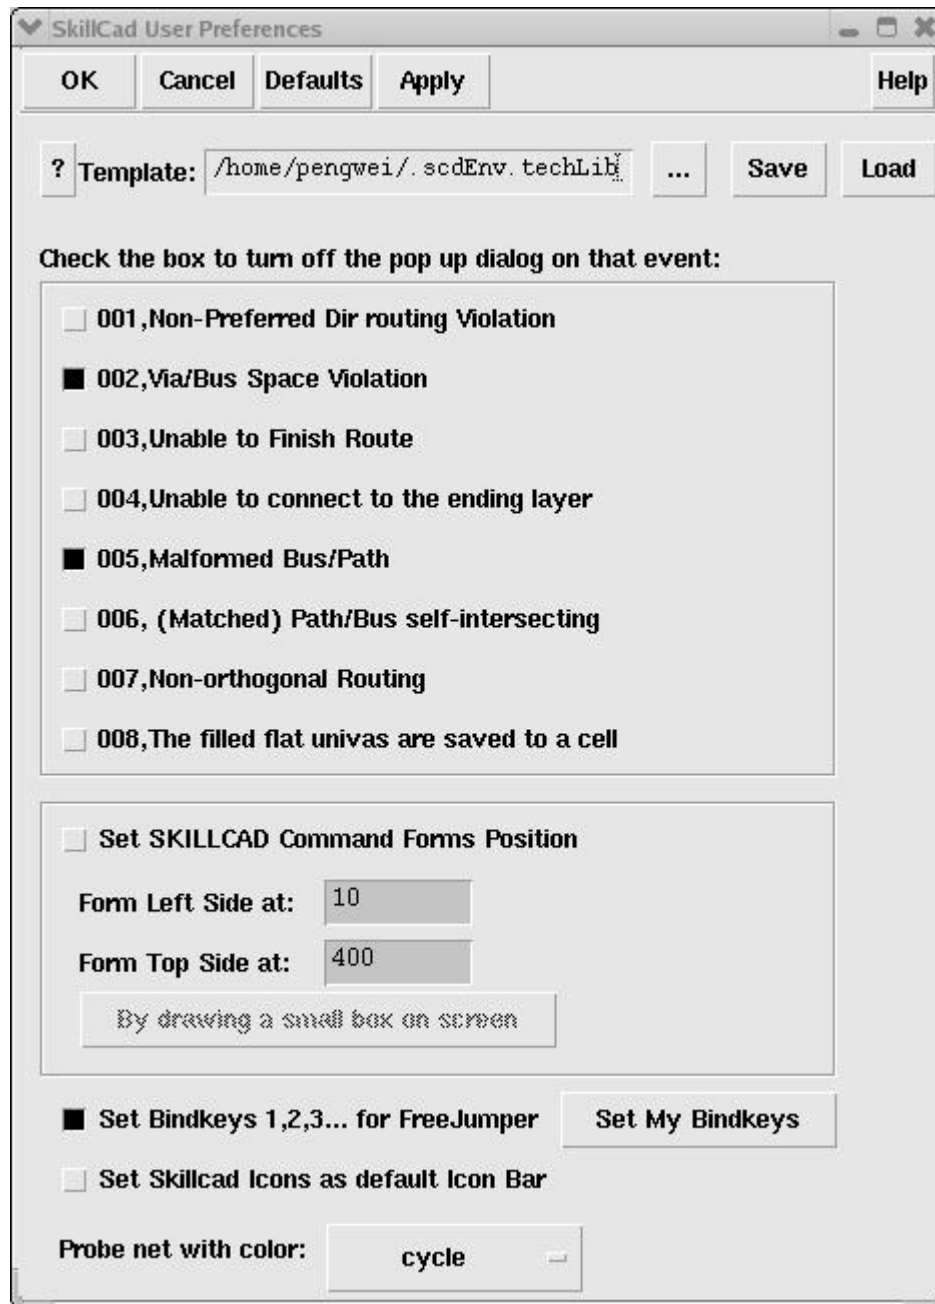 SkillCad User Preferences
OK Cancel Defaults Apply Help
? Template: /home/pengwei/.scdEnv.techLib ... Save Load
Check the box to turn off the pop up dialog on that event:
001,Non-Preferred Dir routing Violation
002,Via/Bus Space Violation
003,Unable to Finish Route
004,Unable to connect to the ending layer
005,Malformed Bus/Path
006, (Matched) Path/Bus self-intersecting
007,Non-orthogonal Routing
008,The filled flat univas are saved to a cell
Set SKILLCAD Command Forms Position
Form Left Side at: 10
Form Top Side at: 400
By drawing a small box on screen
Set Bindkeys 1,2,3... for FreeJumper Set My Bindkeys
Set Skillcad Icons as default Icon Bar
Probe net with color: cycle